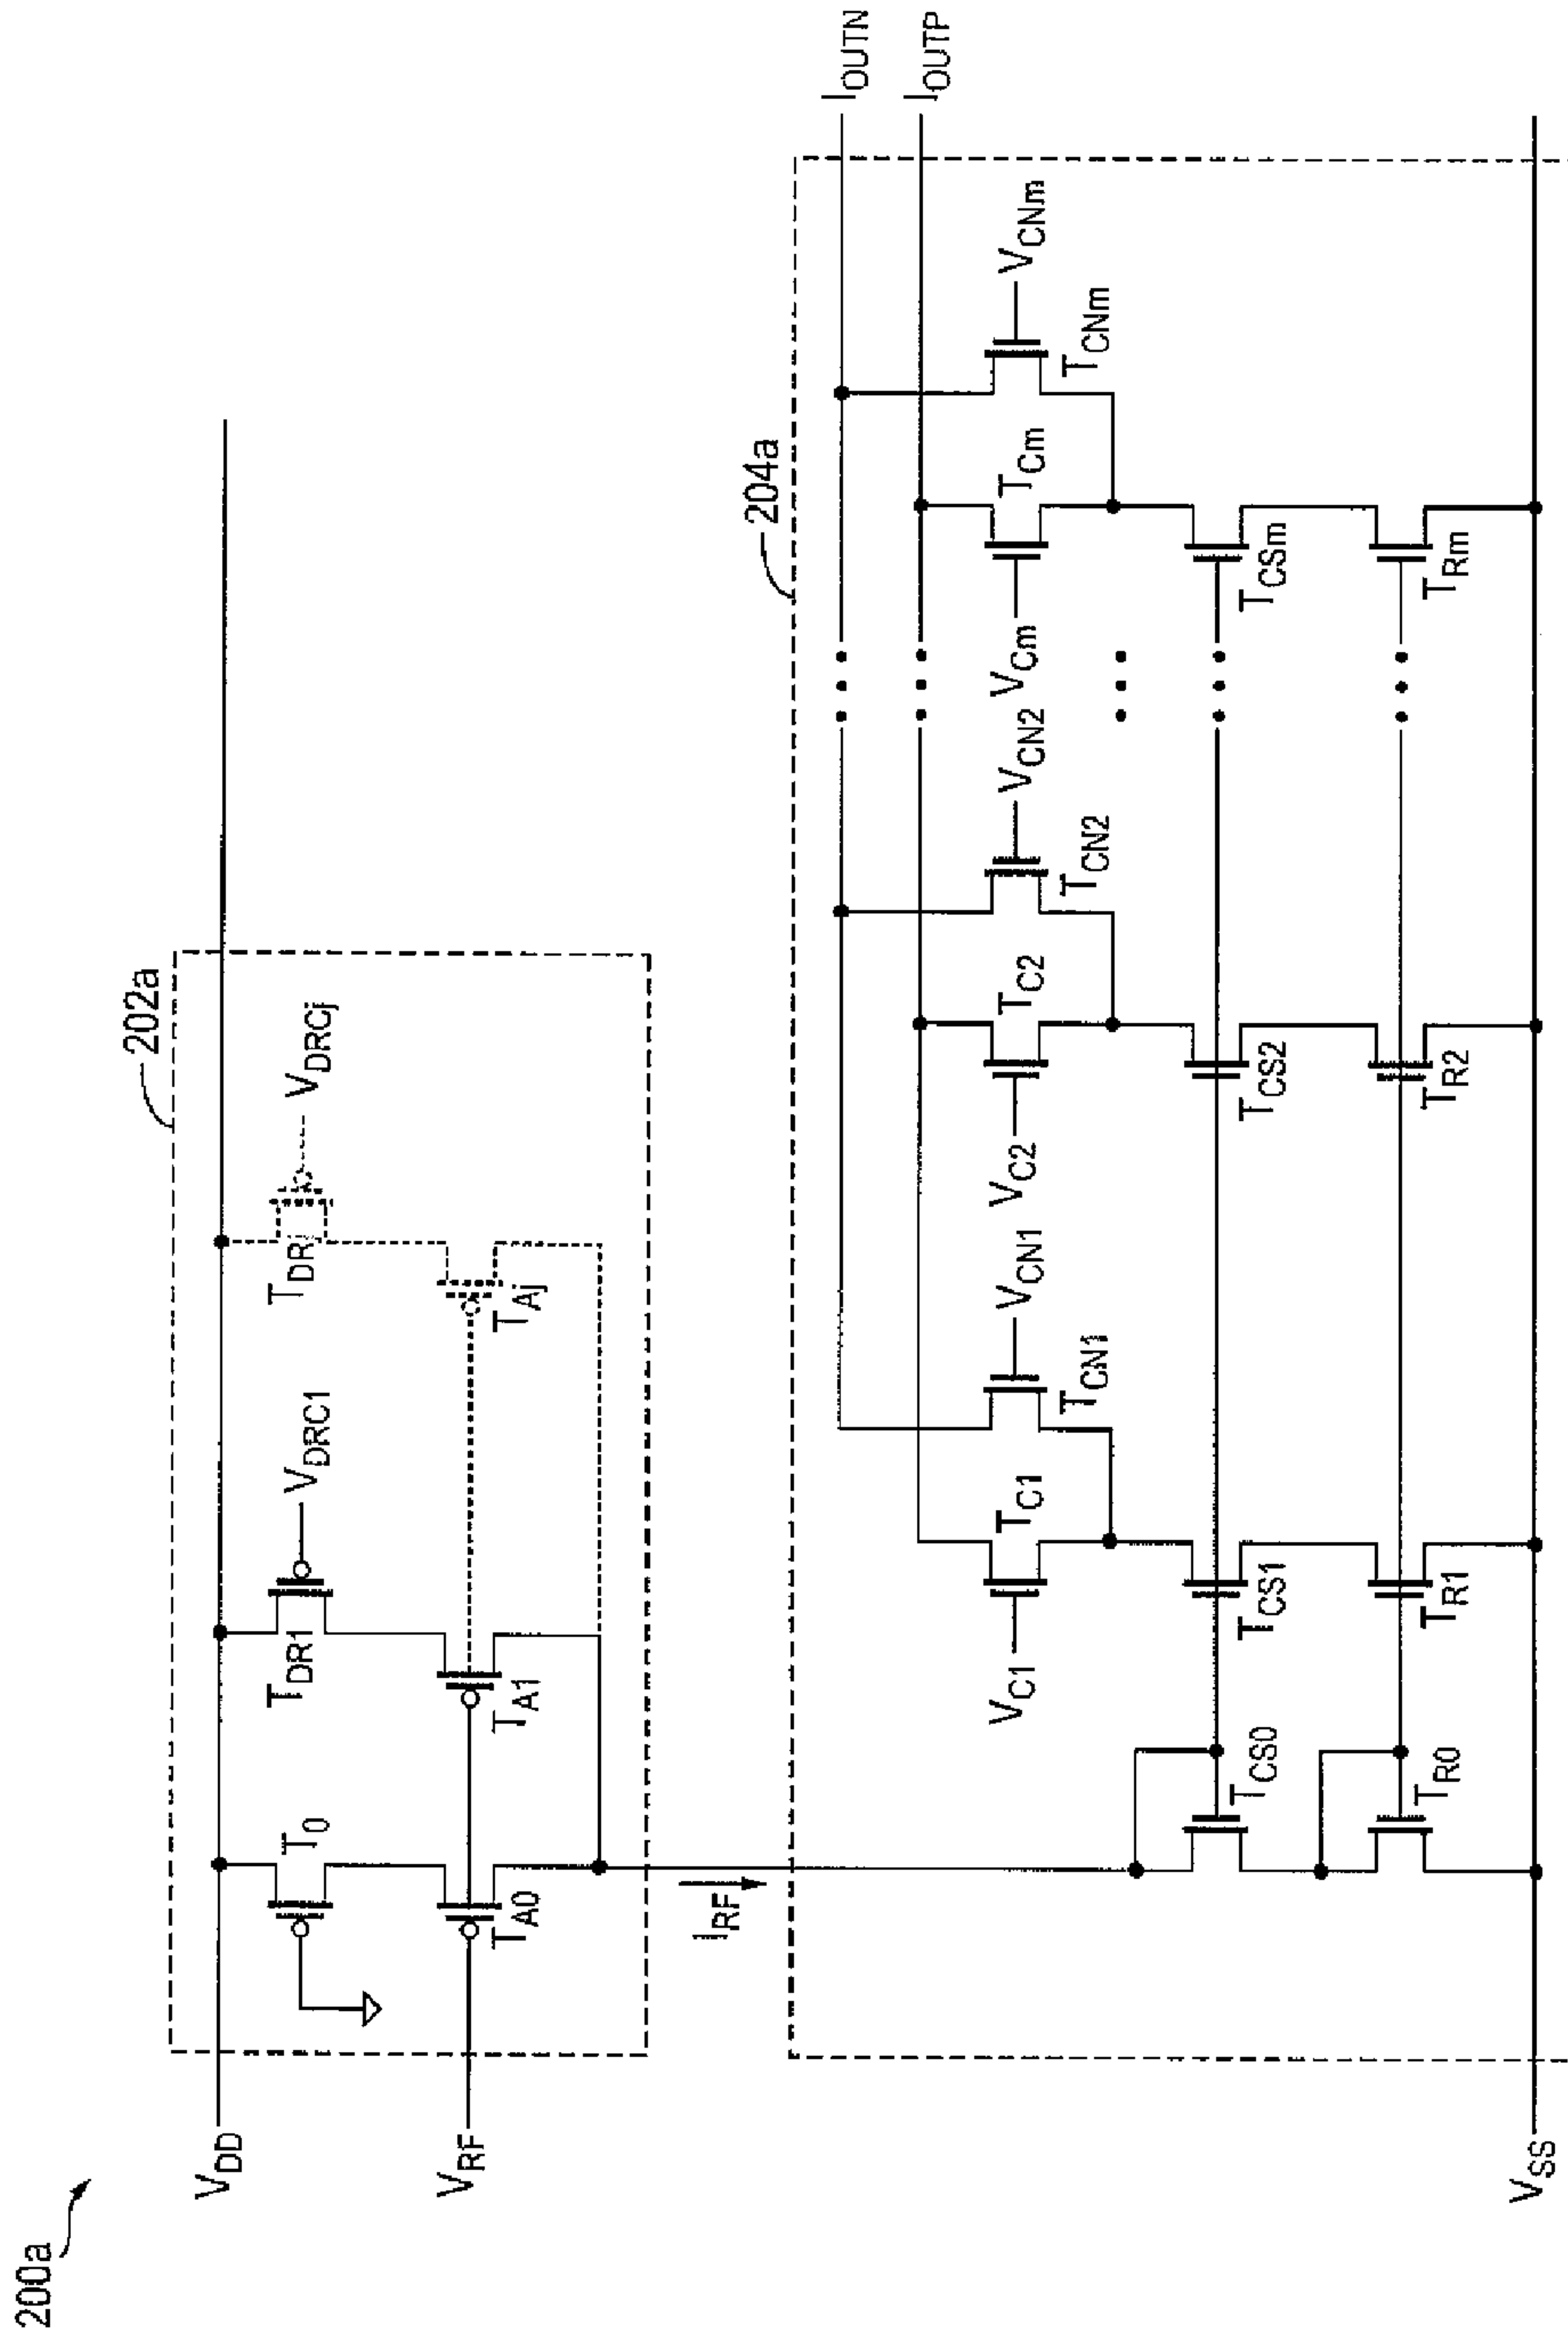 200a
202a
V_DD
T_0
T_DR1
V_DRC1
T_DRj
V_DRCj
V_RF
T_A0
T_A1
T_Aj
I_RF
204a
I_OUTN
I_OUTP
V_C1
T_C1
V_CN1
T_CN1
V_C2
T_C2
V_CN2
T_CN2
V_Cm
T_Cm
V_CNm
T_CNm
T_CS0
T_CS1
T_CS2
T_CSm
T_R0
T_R1
T_R2
T_Rm
V_SS